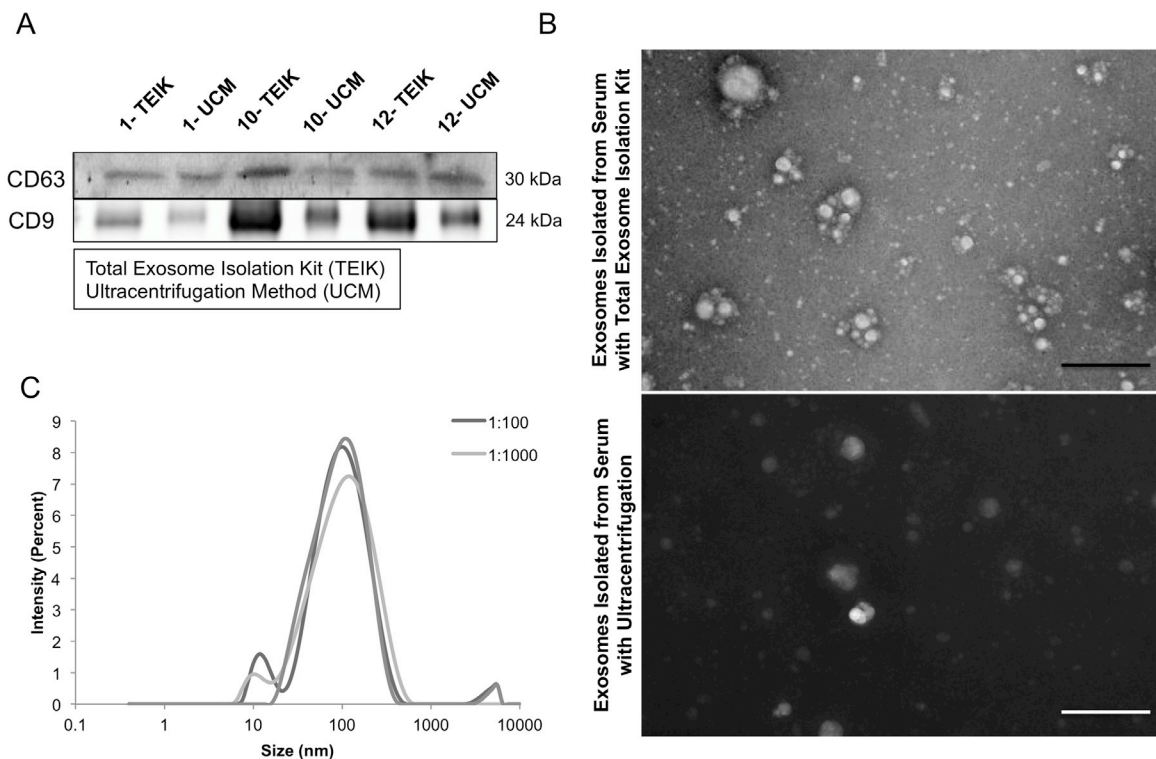 A
1- TEIK
1- UCM
10- TEIK
10- UCM
12- TEIK
12- UCM
CD63
30 kDa
CD9
24 kDa
Total Exosome Isolation Kit (TEIK)
Ultracentrifugation Method (UCM)
B
Exosomes Isolated from Serum
with Total Exosome Isolation Kit
Exosomes Isolated from Serum
with Ultracentrifugation
C
Intensity (Percent)
9
8
7
6
5
4
3
2
1
0
1:100
1:1000
0.1
1
10
100
1000
10000
Size (nm)